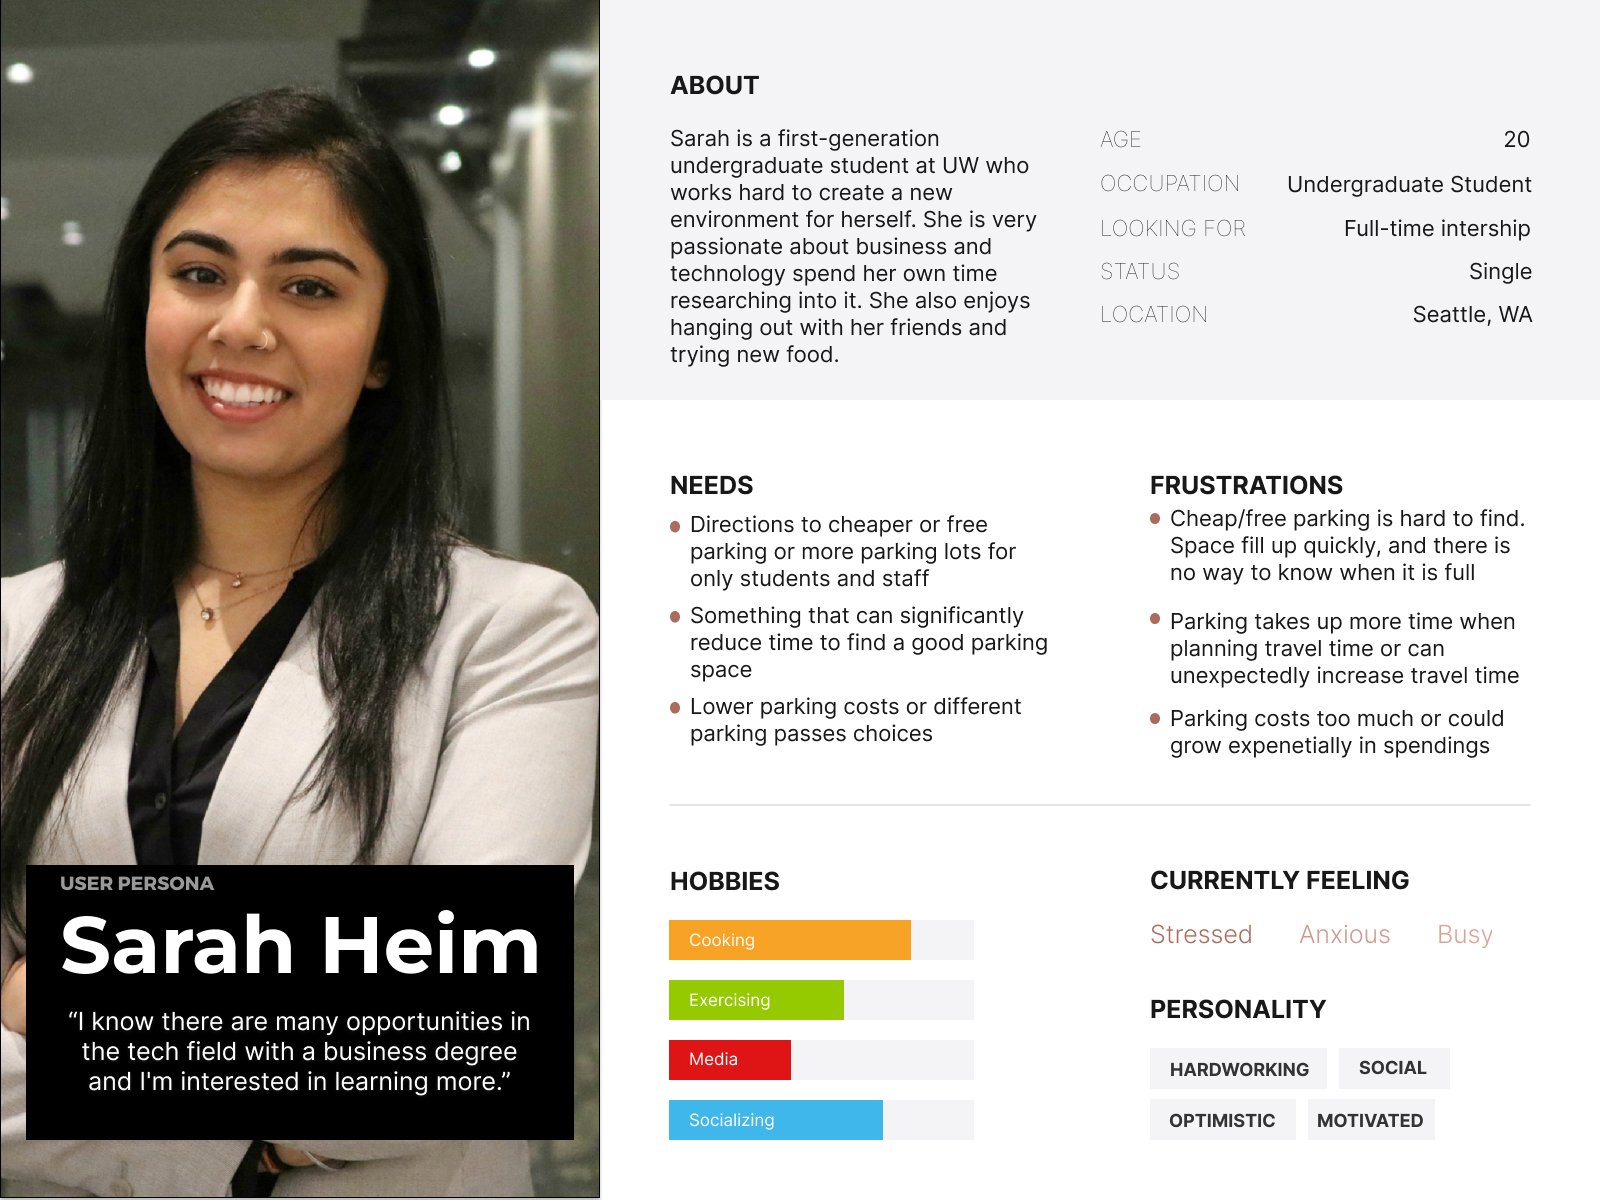 USER PERSONA
Sarah Heim
“I know there are many opportunities in
the tech field with a business degree
and I'm interested in learning more.”
ABOUT
Sarah is a first-generation
undergraduate student at UW who
works hard to create a new
environment for herself. She is very
passionate about business and
technology spend her own time
researching into it. She also enjoys
hanging out with her friends and
trying new food.
AGE 20
OCCUPATION Undergraduate Student
LOOKING FOR Full-time intership
STATUS Single
LOCATION Seattle, WA
NEEDS
Directions to cheaper or free
parking or more parking lots for
only students and staff
Something that can significantly
reduce time to find a good parking
space
Lower parking costs or different
parking passes choices
FRUSTRATIONS
Cheap/free parking is hard to find.
Space fill up quickly, and there is
no way to know when it is full
Parking takes up more time when
planning travel time or can
unexpectedly increase travel time
Parking costs too much or could
grow expenetially in spendings
HOBBIES
Cooking
Exercising
Media
Socializing
CURRENTLY FEELING
Stressed Anxious Busy
PERSONALITY
HARDWORKING SOCIAL
OPTIMISTIC MOTIVATED